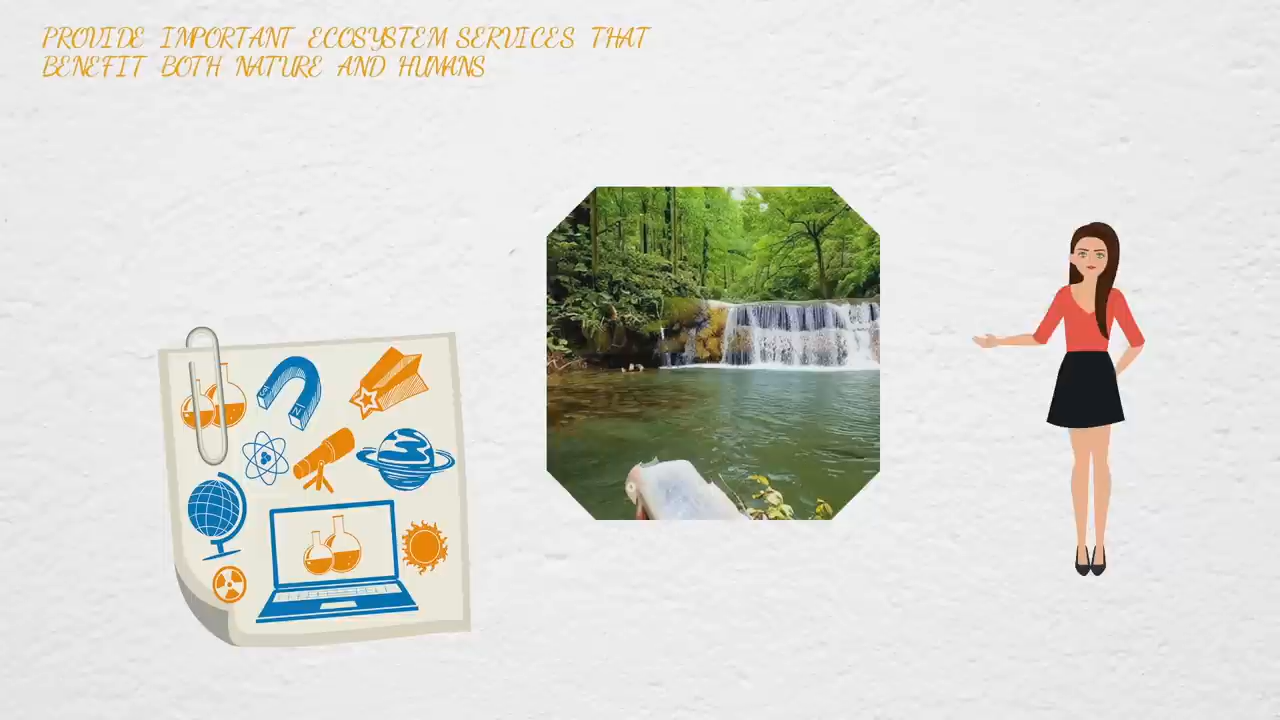 PROVIDE IMPORTANT ECOSYSTEM SERVICES THAT
BENEFIT BOTH NATURE AND HUMANS